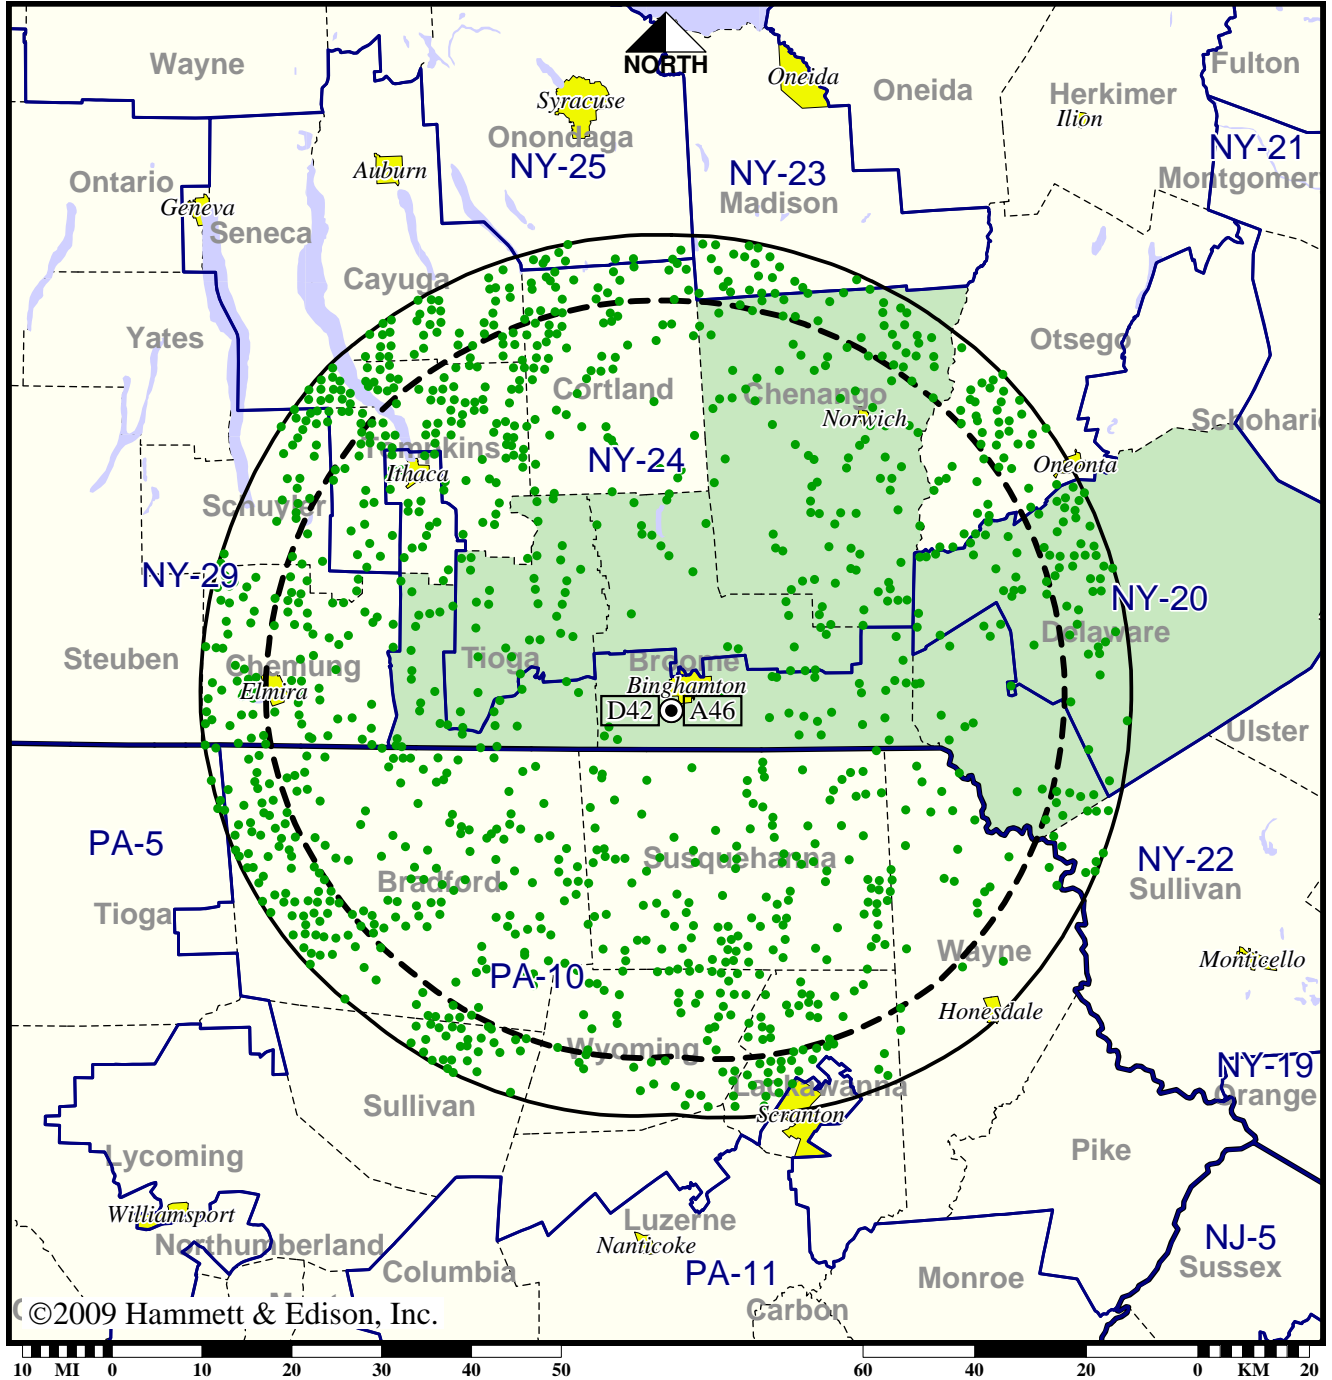 NORTH
Wayne
Oneida
Fulton
Oneida
Herkimer
Syracuse
Ilion
Onondaga
NY-25
NY-21
Auburn
NY-23
Montgomer
Ontario
Madison
Geneva
Seneca
Cayuga
Yates
Otsego
Cortland
Chenango
Norwich
Schoharie
Tompkins
NY-24
Oneonta
Ithaca
Schuyler
NY-29
NY-20
Delaware
Steuben
Chemung
Tioga
Broome
Elmira
Binghamton
D42
A46
Ulster
PA-5
Susquehanna
NY-22
Bradford
Sullivan
Tioga
Wayne
Monticello
PA-10
Honesdale
Wyoming
NY-19
Lackawanna
Orange
Sullivan
Scranton
Lycoming
Pike
Williamsport
Luzerne
Northumberland
Nanticoke
NJ-5
Columbia
PA-11
Sussex
Monroe
©2009 Hammett & Edison, Inc.
Carbon
10 MI 0 10 20 30 40 50 60 40 20 0 KM 20